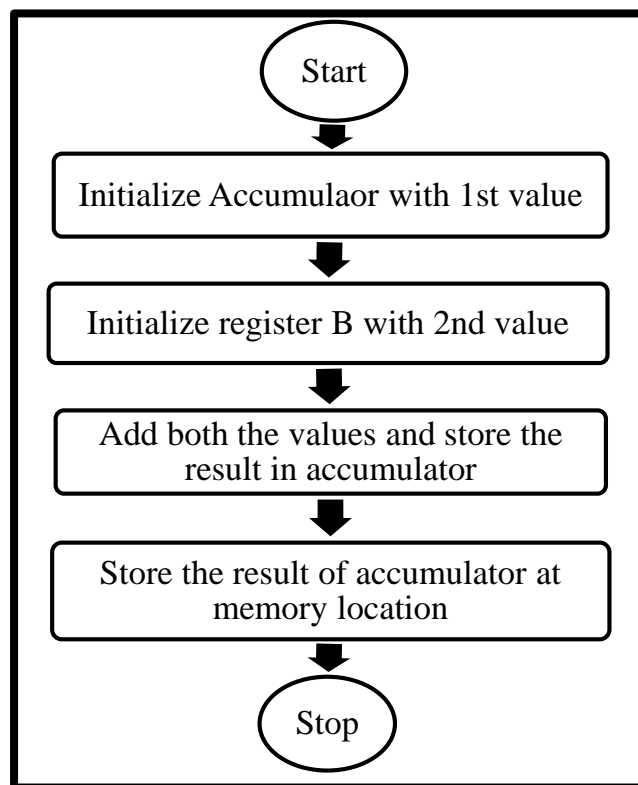 Start
Initialize Accumulaor with 1st value
Initialize register B with 2nd value
Add both the values and store the
result in accumulator
Store the result of accumulator at
memory location
Stop